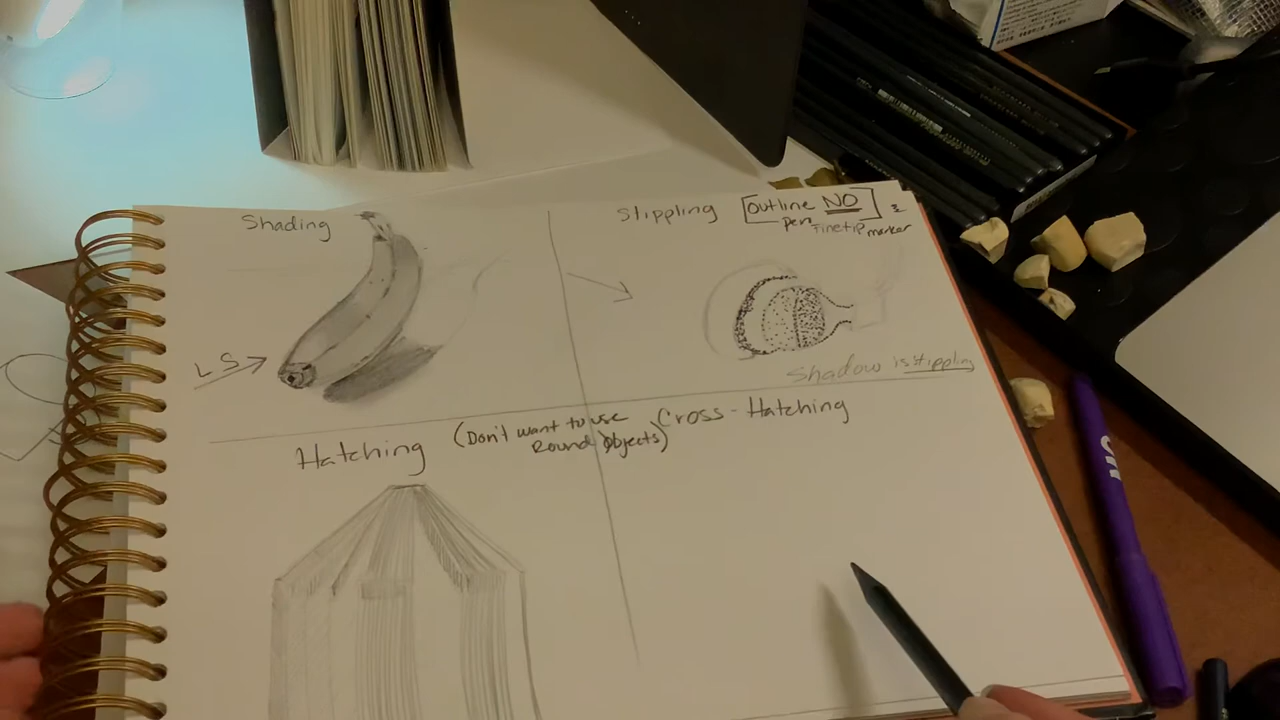 Shading
Stippling [Outline NO
pen] Finetip marker
LS
Shadow is stippling
Hatching
(Don't want to use
Round Objects)
Cross-Hatching